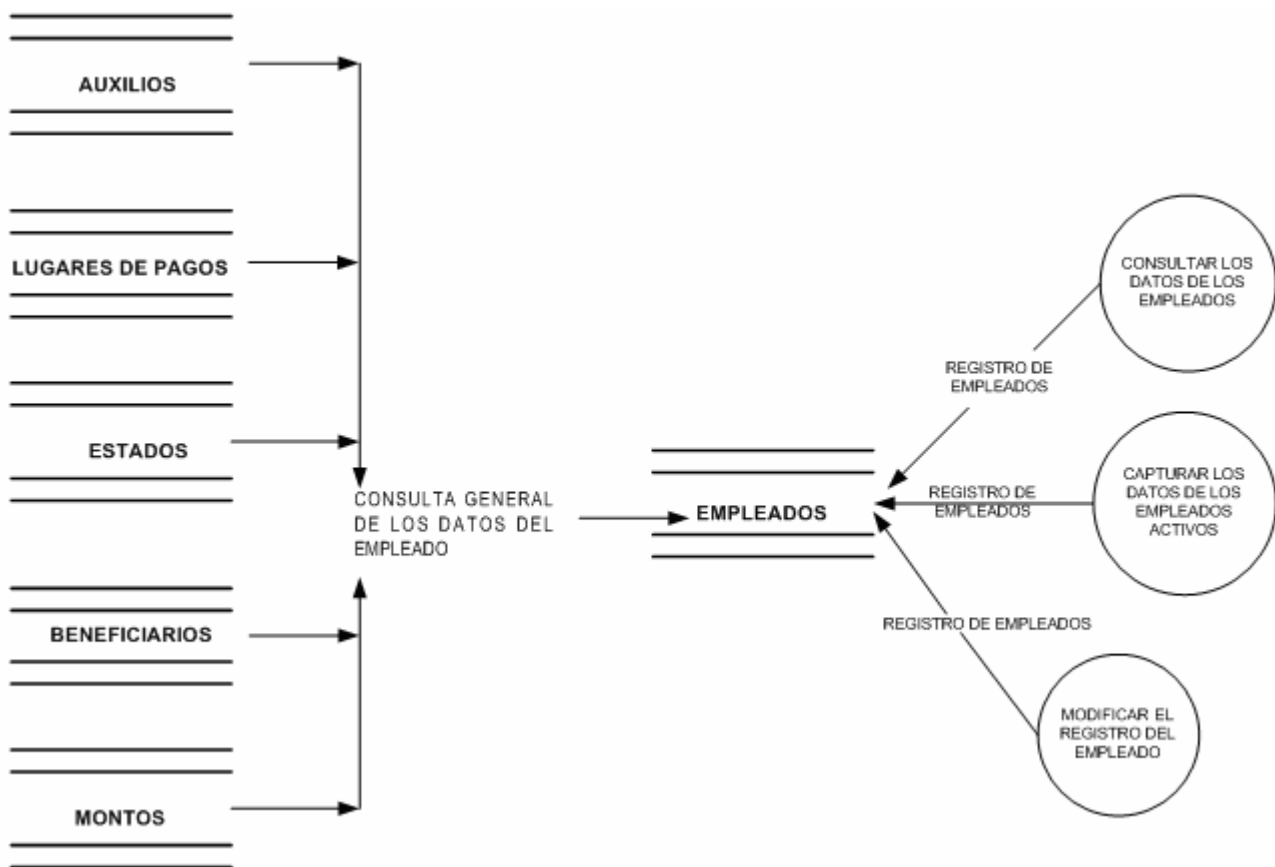 AUXILIOS
LUGARES DE PAGOS
ESTADOS
BENEFICIARIOS
MONTOS
CONSULTA GENERAL
DE LOS DATOS DEL
EMPLEADO
EMPLEADOS
REGISTRO DE
EMPLEADOS
REGISTRO DE
EMPLEADOS
REGISTRO DE EMPLEADOS
CONSULTAR LOS
DATOS DE LOS
EMPLEADOS
CAPTURAR LOS
DATOS DE LOS
EMPLEADOS
ACTIVOS
MODIFICAR EL
REGISTRO DEL
EMPLEADO